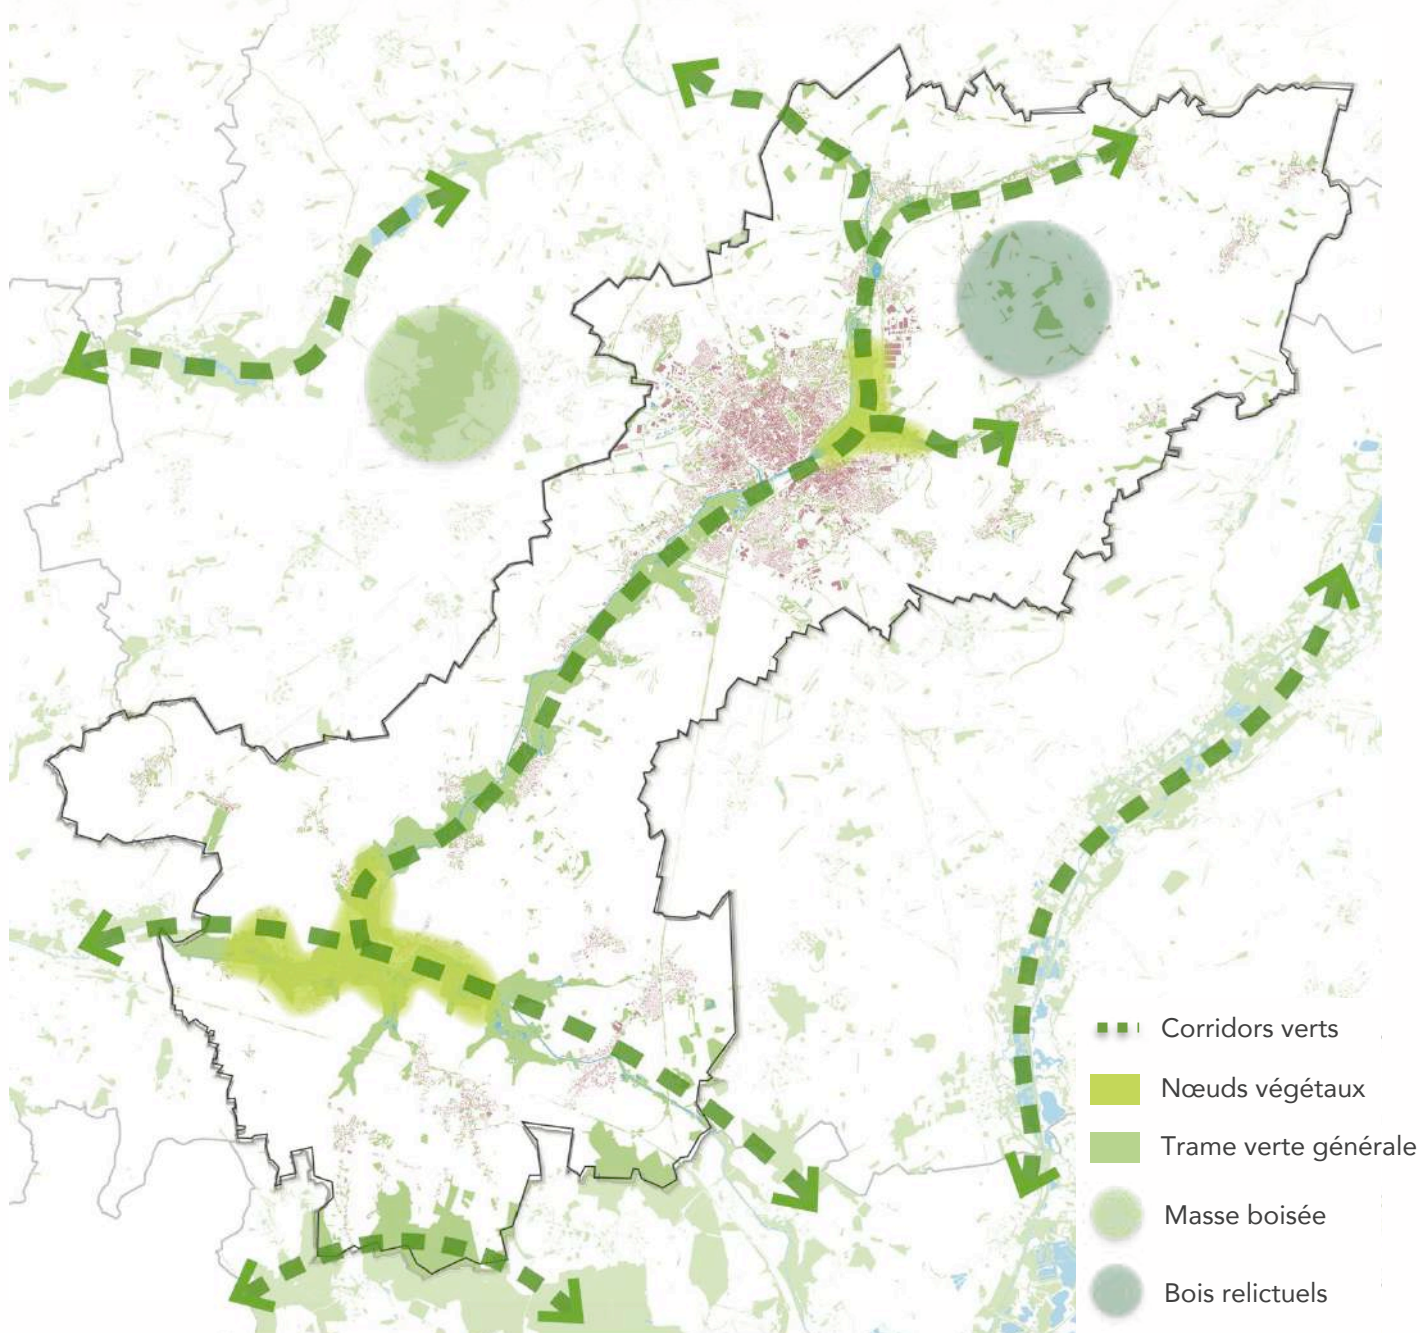 Corridors verts
Nœuds végétaux
Trame verte générale
Masse boisée
Bois relictuels